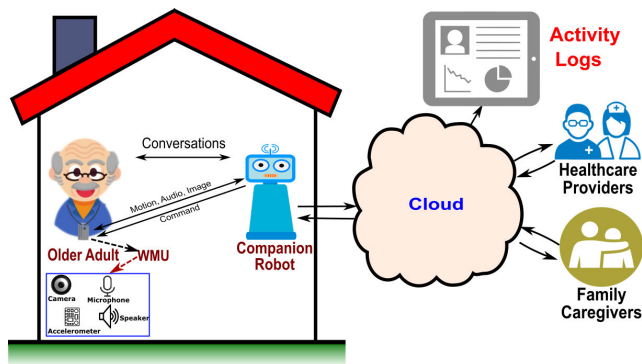 Activity
Logs
Conversations
Motion, Audio, Image
Command
Healthcare
Providers
Cloud
Older Adult
WMU
Companion
Robot
Camera
Microphone
Accelerometer
Speaker
Family
Caregivers